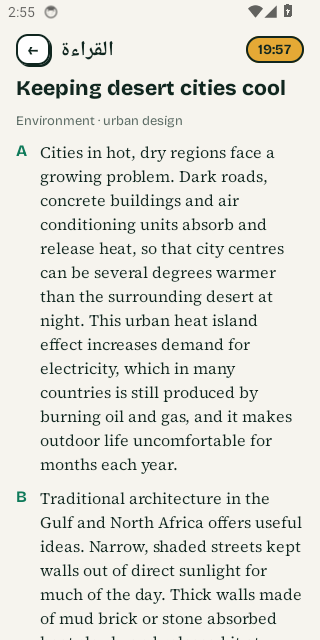 2:55
القراءة
19:57
Keeping desert cities cool
Environment · urban design
A Cities in hot, dry regions face a
growing problem. Dark roads,
concrete buildings and air
conditioning units absorb and
release heat, so that city centres
can be several degrees warmer
than the surrounding desert at
night. This urban heat island
effect increases demand for
electricity, which in many
countries is still produced by
burning oil and gas, and it makes
outdoor life uncomfortable for
months each year.
B Traditional architecture in the
Gulf and North Africa offers useful
ideas. Narrow, shaded streets kept
walls out of direct sunlight for
much of the day. Thick walls made
of mud brick or stone absorbed